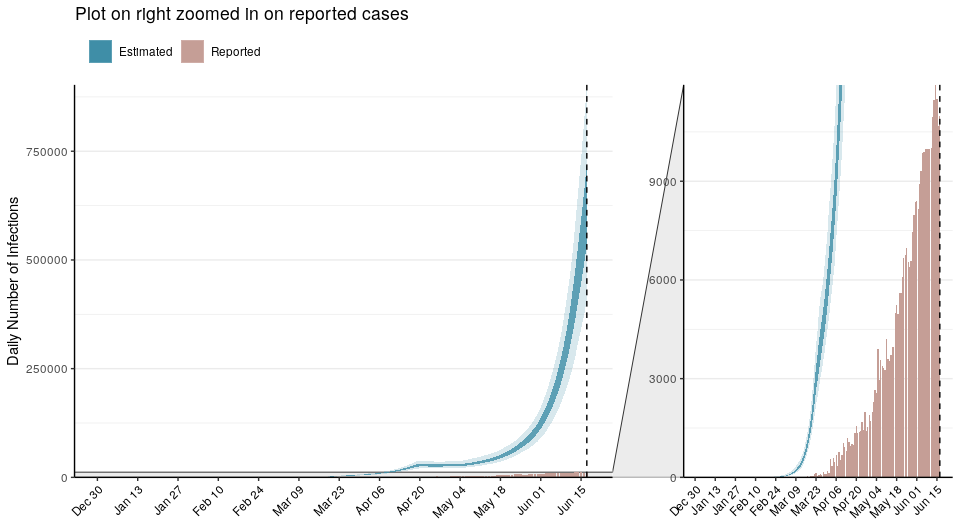 Plot on right zoomed in on reported cases
Estimated Reported
Daily Number of Infections
750000
500000
250000
0
Dec 30 Jan 13 Jan 27 Feb 10 Feb 24 Mar 09 Mar 23 Apr 06 Apr 20 May 04 May 18 Jun 01 Jun 15
9000
6000
3000
0
Dec 30 Jan 13 Jan 27 Feb 10 Feb 24 Mar 09 Mar 23 Apr 06 Apr 20 May 04 May 18 Jun 01 Jun 15